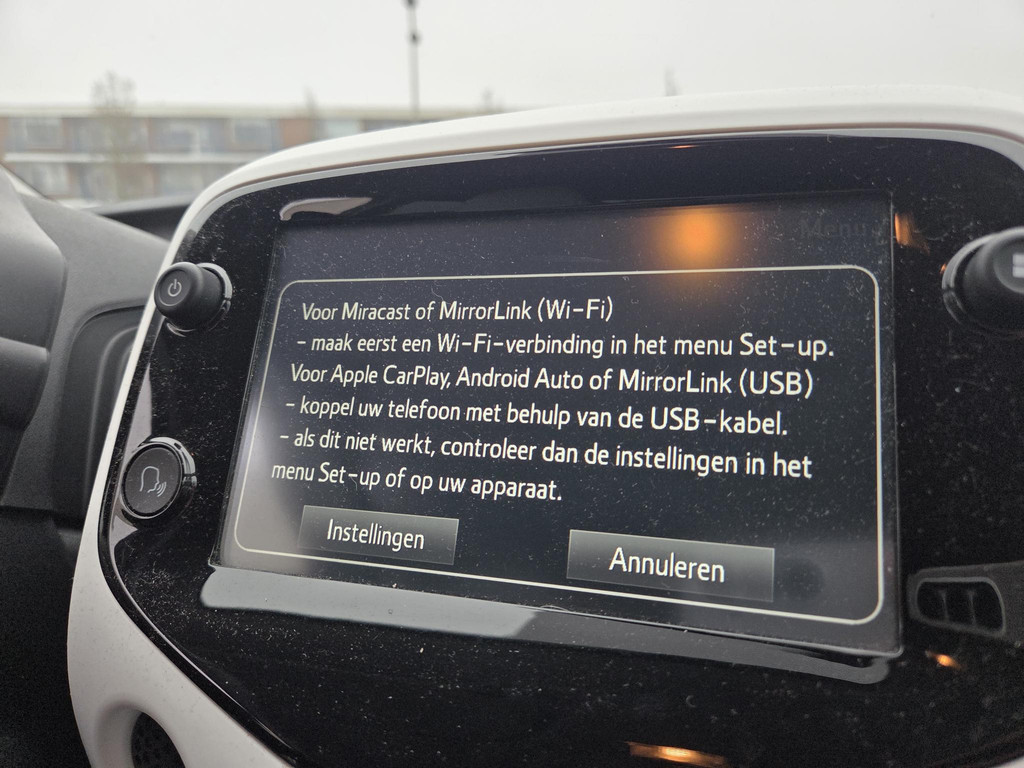 Menu
Voor Miracast of MirrorLink (Wi-Fi)
- maak eerst een Wi-Fi-verbinding in het menu Set-up.
Voor Apple CarPlay, Android Auto of MirrorLink (USB)
- koppel uw telefoon met behulp van de USB-kabel.
- als dit niet werkt, controleer dan de instellingen in het
menu Set-up of op uw apparaat.
Instellingen
Annuleren